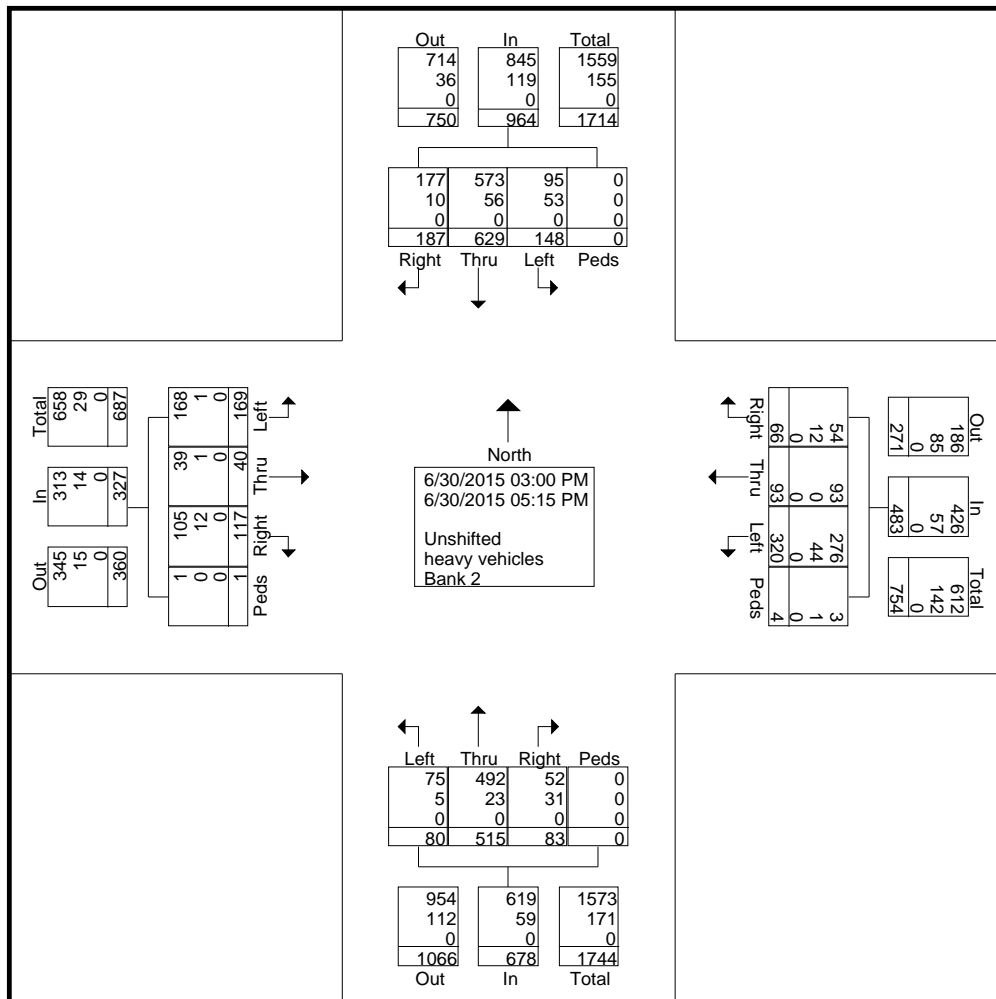 Out In Total
714 845 1559
36 119 155
0 0 0
750 964 1714
177 573 95 0
10 56 53 0
0 0 0 0
187 629 148 0
Right Thru Left Peds
Total
658 29 0 687
In
313 14 0 327
Out
345 15 0 360
Left
168 1 0 169
Thru
39 1 0 40
Right
105 12 0 117
Peds
1 0 0 1
North
6/30/2015 03:00 PM
6/30/2015 05:15 PM
Unshifted
heavy vehicles
Bank 2
Right
54 12 0 66
Thru
93 0 0 93
Left
276 44 0 320
Peds
3 1 0 4
Out
186 85 0 271
In
426 57 0 483
Total
612 142 0 754
Left Thru Right Peds
75 492 52 0
5 23 31 0
0 0 0 0
80 515 83 0
954 619 1573
112 59 171
0 0 0
1066 678 1744
Out In Total